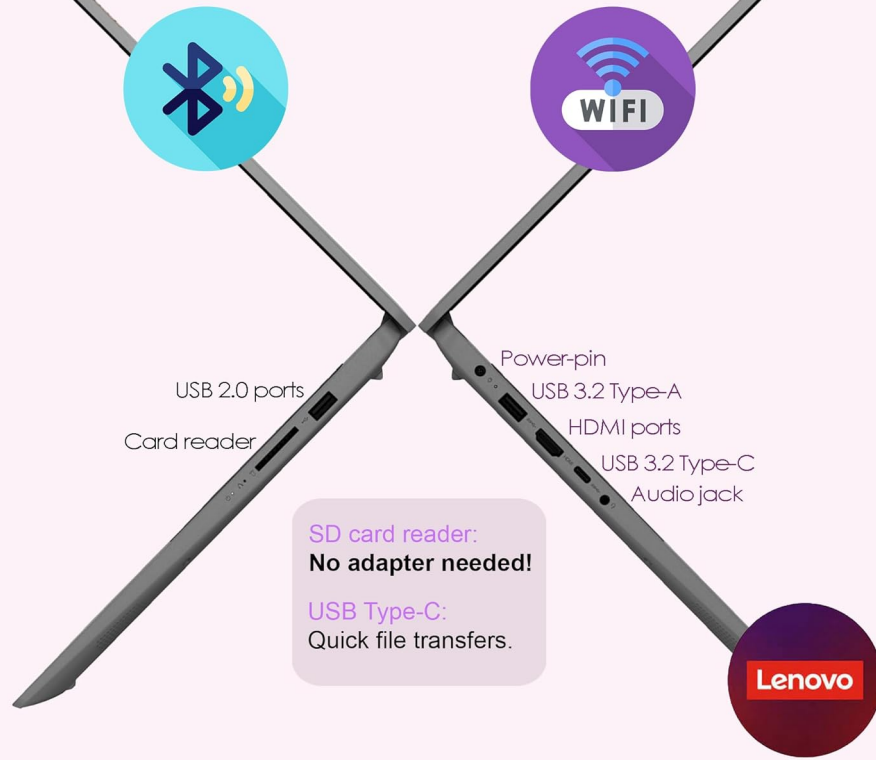 WIFI
USB 2.0 ports
Card reader
Power-pin
USB 3.2 Type-A
HDMI ports
USB 3.2 Type-C
Audio jack
SD card reader:
No adapter needed!
USB Type-C:
Quick file transfers.
Lenovo